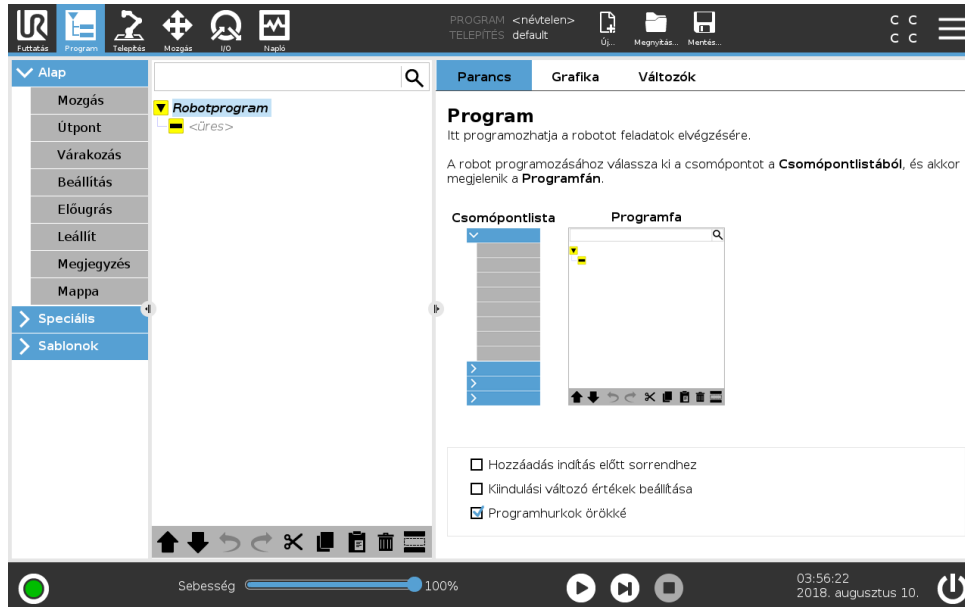 Futtatás
Program
Telepítés
Mozgás
I/O
Napló
PROGRAM <névtelen>
TELEPÍTÉS default
Új...
Megnyitás...
Mentés...
C C
C C
Alap
Mozgás
Útpont
Várakozás
Beállítás
Előugrás
Leállít
Megjegyzés
Mappa
Speciális
Sablonok
Robotprogram
<üres>
Parancs
Grafika
Változók
Program
Itt programozhatja a robotot feladatok elvégzésére.
A robot programozásához válassza ki a csomópontot a Csomópontlistából, és akkor
megjelenik a Programfán.
Csomópontlista
Programfa
Hozzáadás indítás előtt sorrendhez
Kiindulási változó értékek beállítása
Programhurkok örökké
Sebesség
100%
03:56:22
2018. augusztus 10.